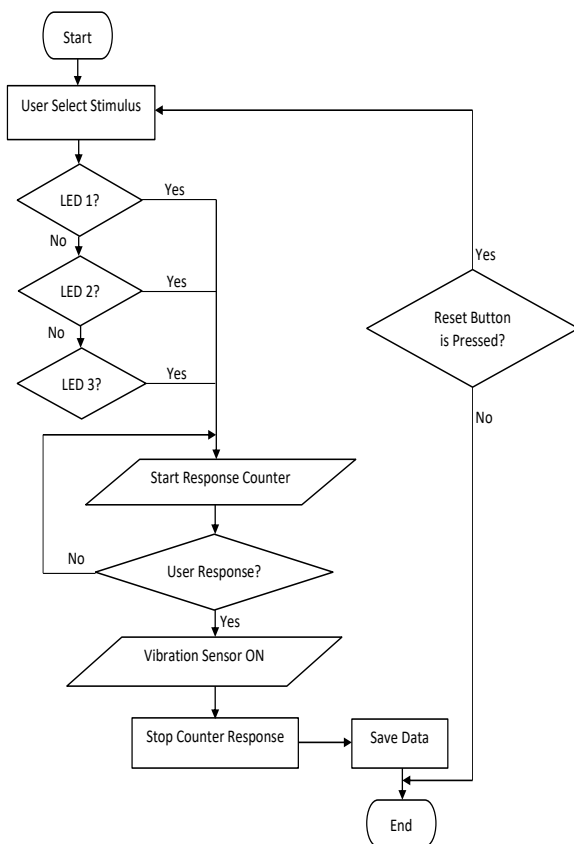 Start
User Select Stimulus
LED 1?
Yes
No
LED 2?
Yes
No
LED 3?
Yes
Start Response Counter
User Response?
No
Yes
Vibration Sensor ON
Stop Counter Response
Save Data
End
Yes
Reset Button
is Pressed?
No